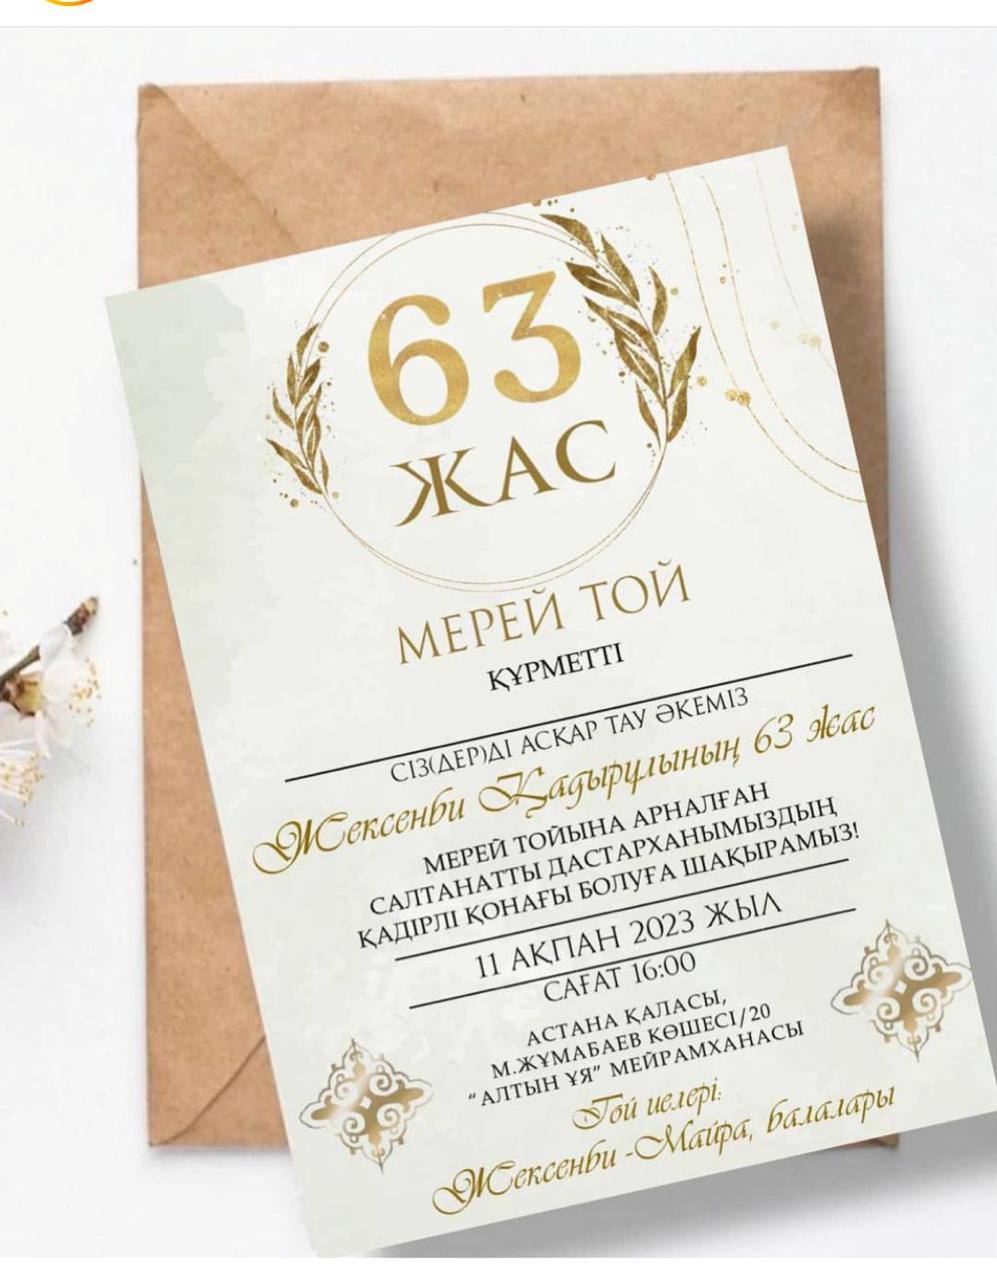 63
ЖАС
МЕРЕЙ ТОЙ
ҚҰРМЕТТІ
СІЗ(ДЕР)ДІ АСҚАР ТАУ ӘКЕМІЗ
Жексенби Қадырұлының 63 жас
МЕРЕЙ ТОЙЫНА АРНАЛҒАН
САЛТАНАТТЫ ДАСТАРХАНЫМЫЗДЫҢ
ҚАДІРЛІ ҚОНАҒЫ БОЛУҒА ШАҚЫРАМЫЗ!
11 АҚПАН 2023 ЖЫЛ
САҒАТ 16:00
АСТАНА ҚАЛАСЫ,
М.ЖҰМАБАЕВ КӨШЕСІ/20
“АЛТЫН ҰЯ” МЕЙРАМХАНАСЫ
Той иелері:
Жексенби -Майра, балалары